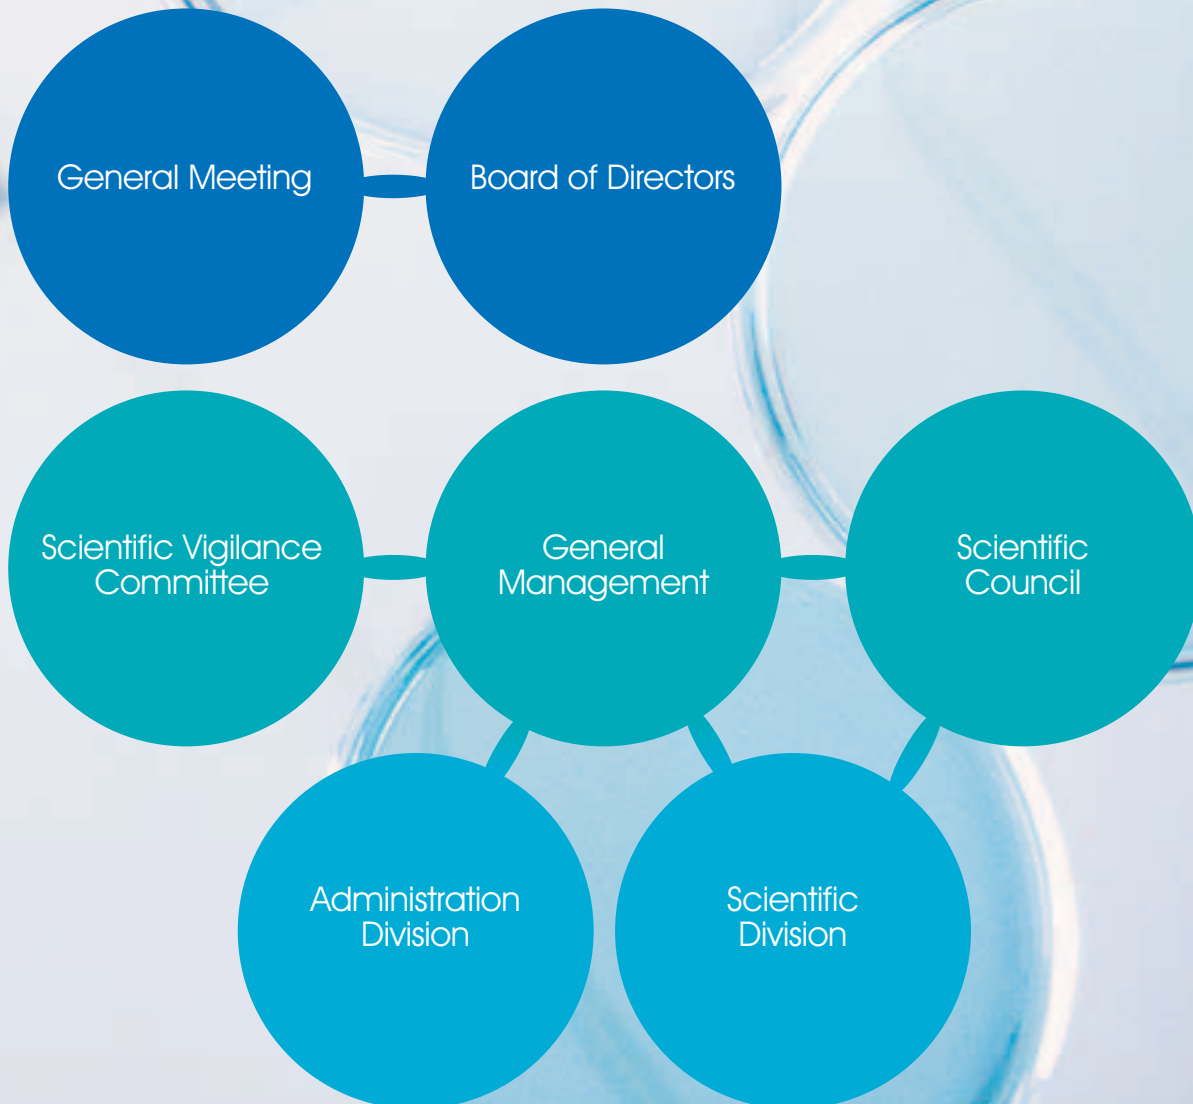 General Meeting
Board of Directors
Scientific Vigilance
Committee
General
Management
Scientific
Council
Administration
Division
Scientific
Division